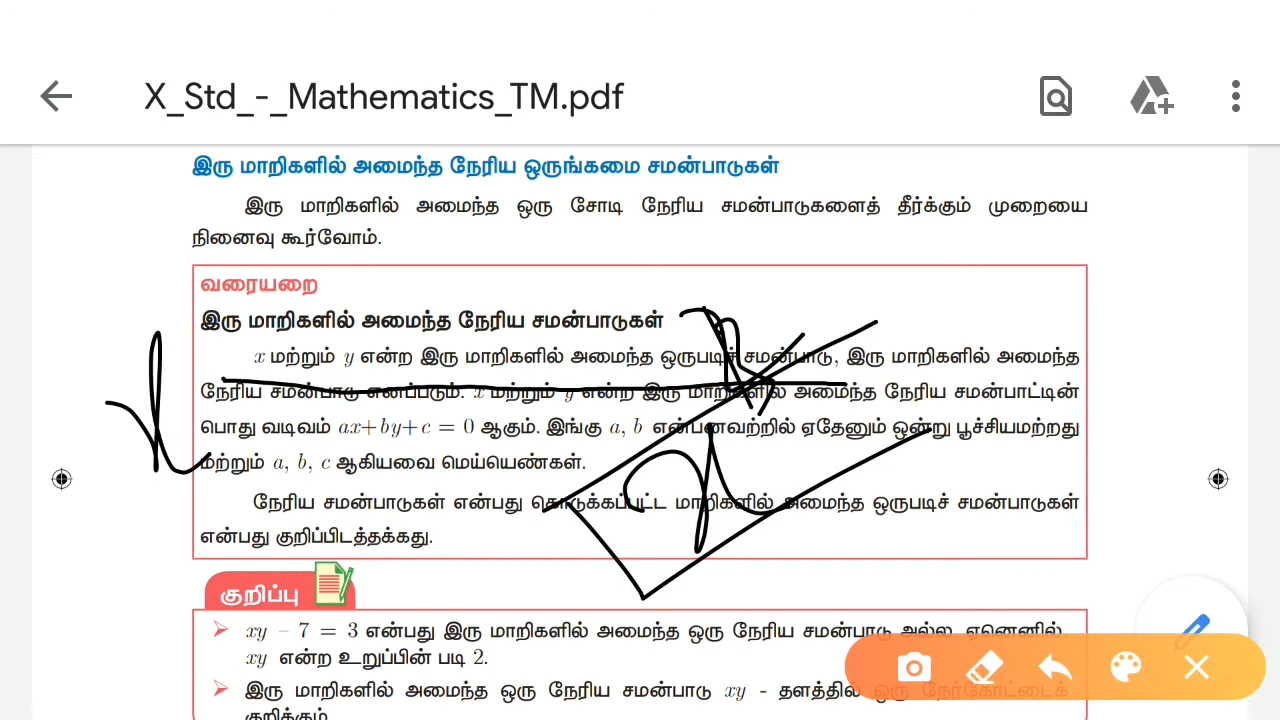 X_Std_-_Mathematics_TM.pdf
இரு மாறிகளில் அமைந்த நேரிய ஒருங்கமை சமன்பாடுகள்
இரு மாறிகளில் அமைந்த ஒரு சோடி நேரிய சமன்பாடுகளைத் தீர்க்கும் முறையை
நினைவு கூர்வோம்.
வரையறை
இரு மாறிகளில் அமைந்த நேரிய சமன்பாடுகள்
x மற்றும் y என்ற இரு மாறிகளில் அமைந்த ஒருபடிச் சமன்பாடு, இரு மாறிகளில் அமைந்த
நேரிய சமன்பாடு எனப்படும். x மற்றும் y என்ற இரு மாறிகளில் அமைந்த நேரிய சமன்பாட்டின்
பொது வடிவம் ax+by+c = 0 ஆகும். இங்கு a, b என்பனவற்றில் ஏதேனும் ஒன்று பூச்சியமற்றது
மற்றும் a, b, c ஆகியவை மெய்யெண்கள்.
நேரிய சமன்பாடுகள் என்பது கொடுக்கப்பட்ட மாறிகளில் அமைந்த ஒருபடிச் சமன்பாடுகள்
என்பது குறிப்பிடத்தக்கது.
குறிப்பு
xy – 7 = 3 என்பது இரு மாறிகளில் அமைந்த ஒரு நேரிய சமன்பாடு அல்ல. ஏனெனில்,
xy என்ற உறுப்பின் படி 2.
இரு மாறிகளில் அமைந்த ஒரு நேரிய சமன்பாடு xy - தளத்தில் ஒரு நேர்கோட்டைக்
குறிக்கும்